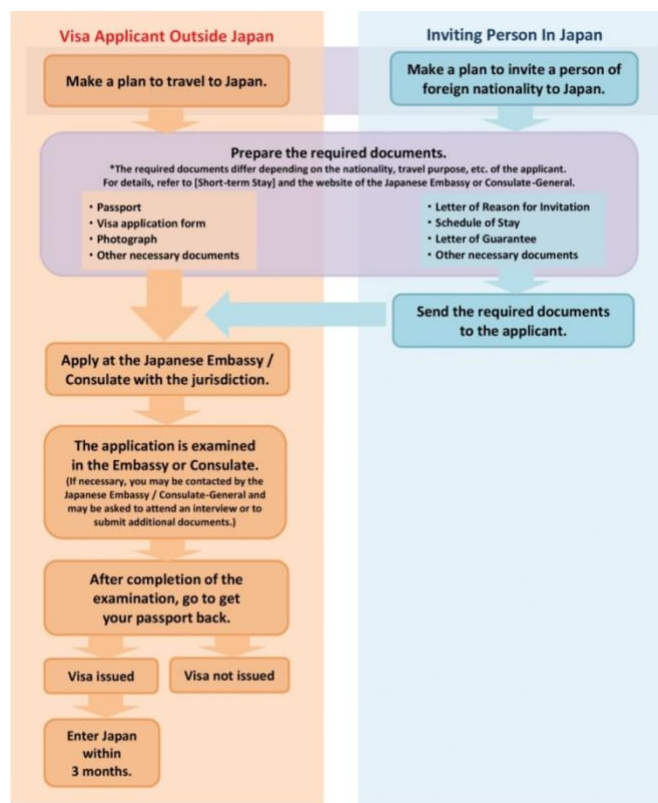 Visa Applicant Outside Japan
Inviting Person In Japan
Make a plan to travel to Japan.
Make a plan to invite a person of
foreign nationality to Japan.
Prepare the required documents.
*The required documents differ depending on the nationality, travel purpose, etc. of the applicant.
For details, refer to [Short-term Stay] and the website of the Japanese Embassy or Consulate-General.
• Passport
• Visa application form
• Photograph
• Other necessary documents
• Letter of Reason for Invitation
• Schedule of Stay
• Letter of Guarantee
• Other necessary documents
Send the required documents
to the applicant.
Apply at the Japanese Embassy /
Consulate with the jurisdiction.
The application is examined
in the Embassy or Consulate.
(If necessary, you may be contacted by the
Japanese Embassy / Consulate-General and
may be asked to attend an interview or to
submit additional documents.)
After completion of the
examination, go to get
your passport back.
Visa issued
Visa not issued
Enter Japan
within
3 months.